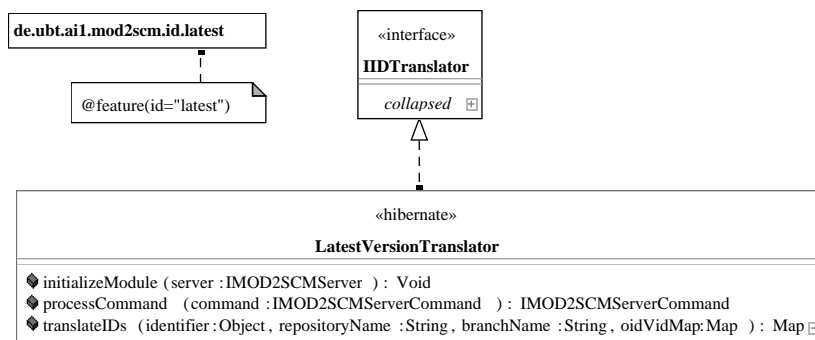 de.ubt.ai1.mod2scm.id.latest
@feature(id="latest")
«interface»
IIDTranslator
collapsed
«hibernate»
LatestVersionTranslator
initializeModule (server :IMOD2SCMServer ) : Void
processCommand (command :IMOD2SCMServerCommand ) : IMOD2SCMServerCommand
translateIDs (identifier:Object, repositoryName :String, branchName :String, oidVidMap:Map ) : Map